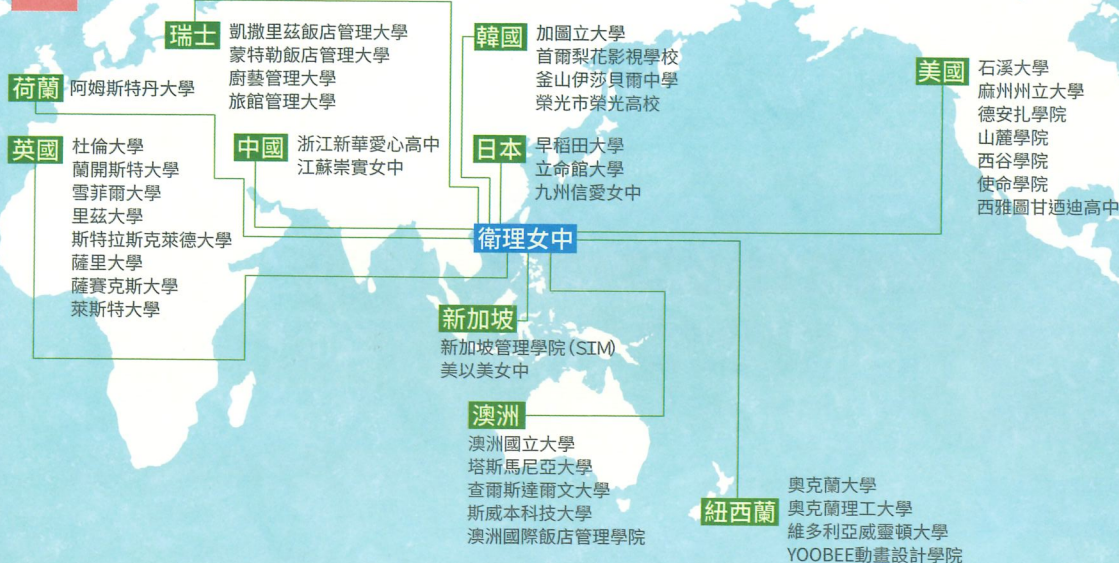 瑞士
凱撒里茲飯店管理大學
蒙特勒飯店管理大學
廚藝管理大學
旅館管理大學
韓國
加圖立大學
首爾梨花影視學校
釜山伊莎貝爾中學
榮光市榮光高校
美國
石溪大學
麻州州立大學
德安扎學院
山麓學院
西谷學院
使命學院
西雅圖甘迺迪高中
荷蘭
阿姆斯特丹大學
英國
杜倫大學
蘭開斯特大學
雪菲爾大學
里茲大學
斯特拉斯克萊德大學
薩里大學
薩賽克斯大學
萊斯特大學
中國
浙江新華愛心高中
江蘇崇實女中
日本
早稻田大學
立命館大學
九州信愛女中
衛理女中
新加坡
新加坡管理學院(SIM)
美以美女中
澳洲
澳洲國立大學
塔斯馬尼亞大學
查爾斯達爾文大學
斯威本科技大學
澳洲國際飯店管理學院
紐西蘭
奧克蘭大學
奧克蘭理工大學
維多利亞威靈頓大學
YOOBEE動畫設計學院